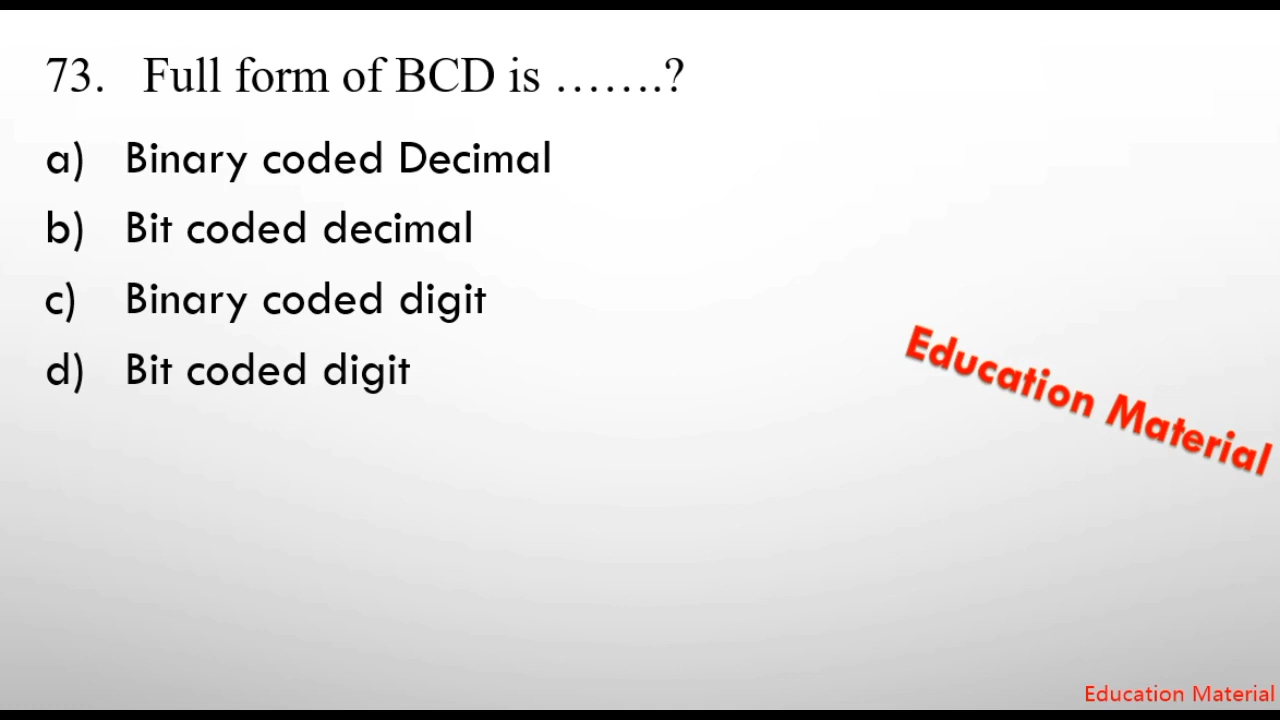 73. Full form of BCD is …….?
a) Binary coded Decimal
b) Bit coded decimal
c) Binary coded digit
d) Bit coded digit
Education Material
Education Material